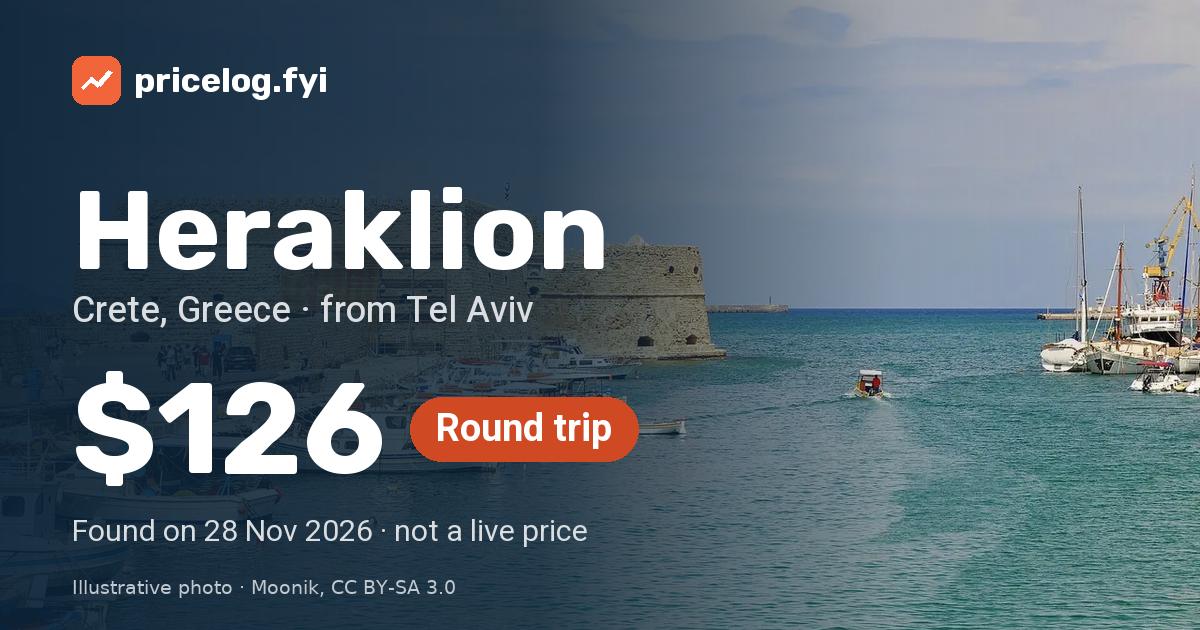 pricelog.fyi
Heraklion
Crete, Greece · from Tel Aviv
$126 Round trip
Found on 28 Nov 2026 · not a live price
Illustrative photo · Moonik, CC BY-SA 3.0